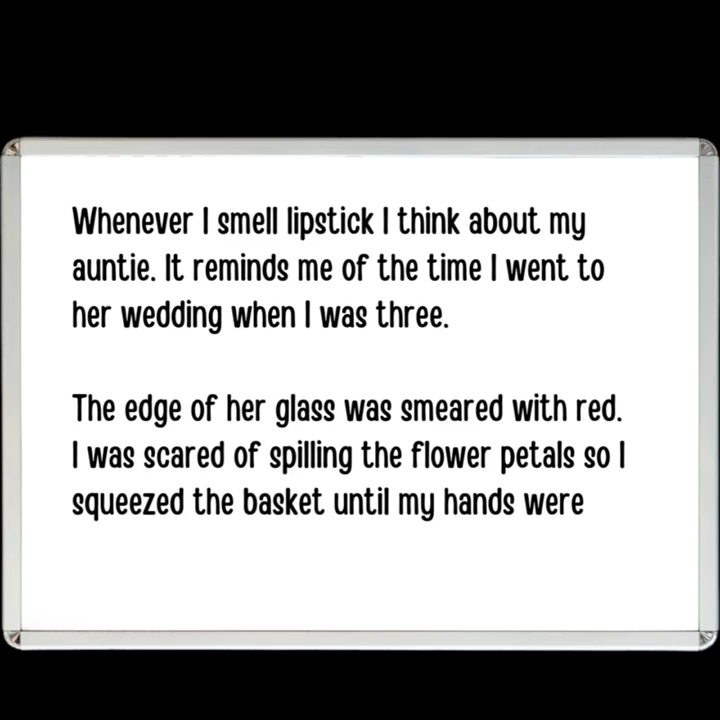 Whenever I smell lipstick I think about my
auntie. It reminds me of the time I went to
her wedding when I was three.
The edge of her glass was smeared with red.
I was scared of spilling the flower petals so I
squeezed the basket until my hands were